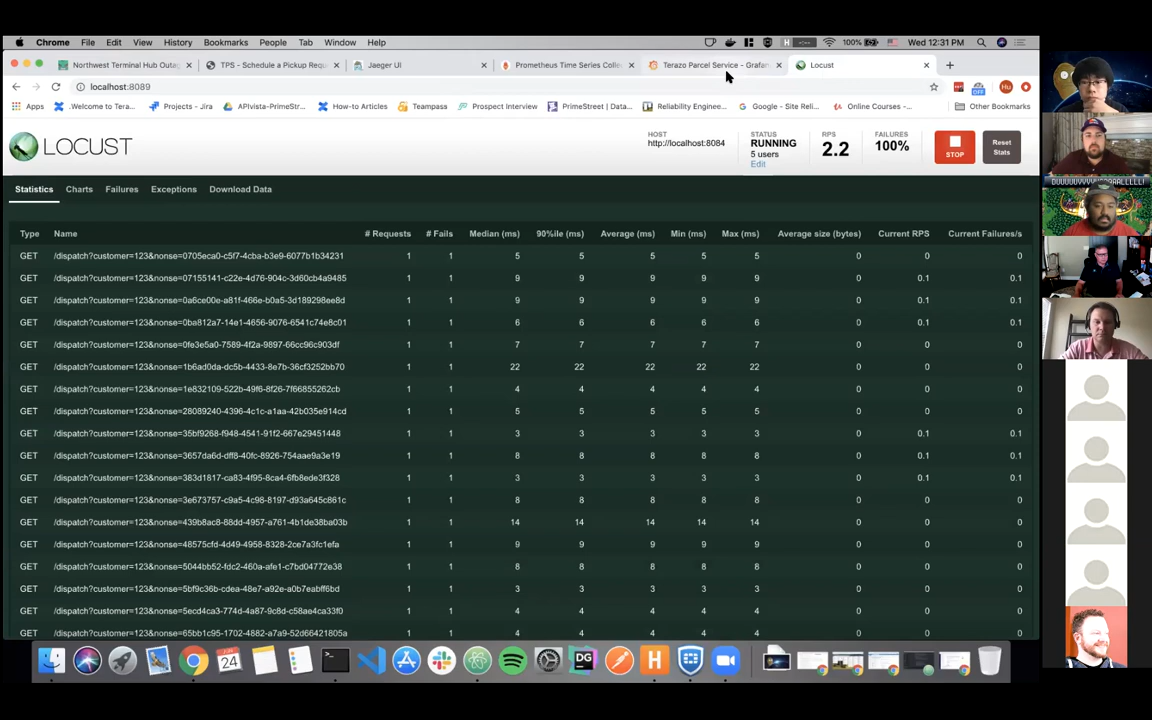 Chrome File Edit View History Bookmarks People Tab Window Help 100% Wed 12:31 PM
Northwest Terminal Hub Outa TPS - Schedule a Pickup Requ Jaeger UI Prometheus Time Series Colle Terazo Parcel Service - Grafan Locust
localhost:8089
Apps .Welcome to Tera... Projects - Jira APIvista-PrimeStr... How-to Articles Teampass Prospect Interview PrimeStreet | Data... Reliability Enginee... Google - Site Reli... Online Courses -... Other Bookmarks
LOCUST
HOST
http://localhost:8084
STATUS
RUNNING
5 users
Edit
RPS
2.2
FAILURES
100%
STOP
Reset Stats
Statistics Charts Failures Exceptions Download Data
Type Name # Requests # Fails Median (ms) 90%ile (ms) Average (ms) Min (ms) Max (ms) Average size (bytes) Current RPS Current Failures/s
GET /dispatch?customer=123&nonse=0705eca0-c5f7-4cba-b3e9-6077b1b34231 1 1 5 5 5 5 5 0 0 0
GET /dispatch?customer=123&nonse=07155141-c22e-4d76-904c-3d60cb4a9485 1 1 9 9 9 9 9 0 0.1 0.1
GET /dispatch?customer=123&nonse=0a6ce00e-a81f-466e-b0a5-3d189298ee8d 1 1 9 9 9 9 9 0 0.1 0.1
GET /dispatch?customer=123&nonse=0ba812a7-14e1-4656-9076-6541c74e8c01 1 1 6 6 6 6 6 0 0.1 0.1
GET /dispatch?customer=123&nonse=0fe3e5a0-7589-4f2a-9897-66cc96c903df 1 1 7 7 7 7 7 0 0 0
GET /dispatch?customer=123&nonse=1b6ad0da-dc5b-4433-8e7b-36cf3252bb70 1 1 22 22 22 22 22 0 0 0
GET /dispatch?customer=123&nonse=1e832109-522b-49f6-8f26-7f66855262cb 1 1 4 4 4 4 4 0 0 0
GET /dispatch?customer=123&nonse=28089240-4396-4c1c-a1aa-42b035e914cd 1 1 5 5 5 5 5 0 0 0
GET /dispatch?customer=123&nonse=35bf9268-f948-4541-91f2-667e29451448 1 1 3 3 3 3 3 0 0.1 0.1
GET /dispatch?customer=123&nonse=3657da6d-dff8-40fc-8926-754aae9a3e19 1 1 8 8 8 8 8 0 0.1 0.1
GET /dispatch?customer=123&nonse=383d1817-ca83-4f95-8ca4-6fb8ede3f328 1 1 3 3 3 3 3 0 0.1 0.1
GET /dispatch?customer=123&nonse=3e673757-c9a5-4c98-8197-d93a645c861c 1 1 8 8 8 8 8 0 0 0
GET /dispatch?customer=123&nonse=439b8ac8-88dd-4957-a761-4b1de38ba03b 1 1 14 14 14 14 14 0 0 0
GET /dispatch?customer=123&nonse=48575cfd-4d49-4958-8328-2ce7a3fc1efa 1 1 9 9 9 9 9 0 0 0
GET /dispatch?customer=123&nonse=5044bb52-fdc2-460a-afe1-c7bd04772e38 1 1 8 8 8 8 8 0 0 0
GET /dispatch?customer=123&nonse=5bf9c36b-cdea-48e7-a92e-a0b7eabff6bd 1 1 3 3 3 3 3 0 0 0
GET /dispatch?customer=123&nonse=5ecd4ca3-774d-4a87-9c8d-c58ae4ca33f0 1 1 4 4 4 4 4 0 0 0
GET /dispatch?customer=123&nonse=65bb1c95-1702-4882-a7a9-52d66421805a 1 1 4 4 4 4 4 0 0 0